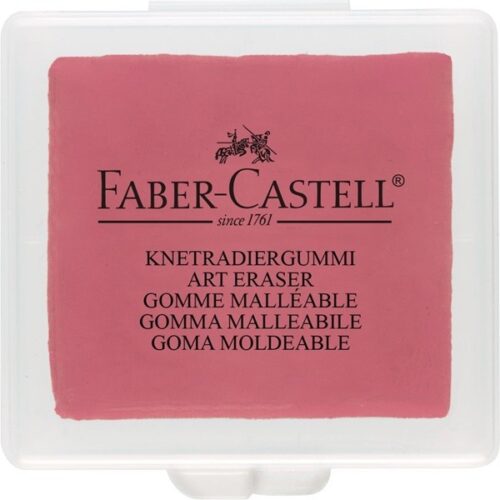 FABER-CASTELL®
since 1761
KNETRADIERGUMMI
ART ERASER
GOMME MALLÉABLE
GOMMA MALLEABILE
GOMA MOLDEABLE